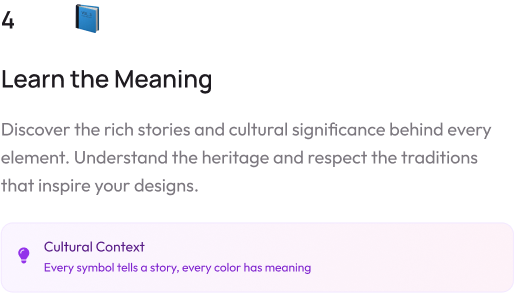 4
Learn the Meaning
Discover the rich stories and cultural significance behind every
element. Understand the heritage and respect the traditions
that inspire your designs.
Cultural Context
Every symbol tells a story, every color has meaning